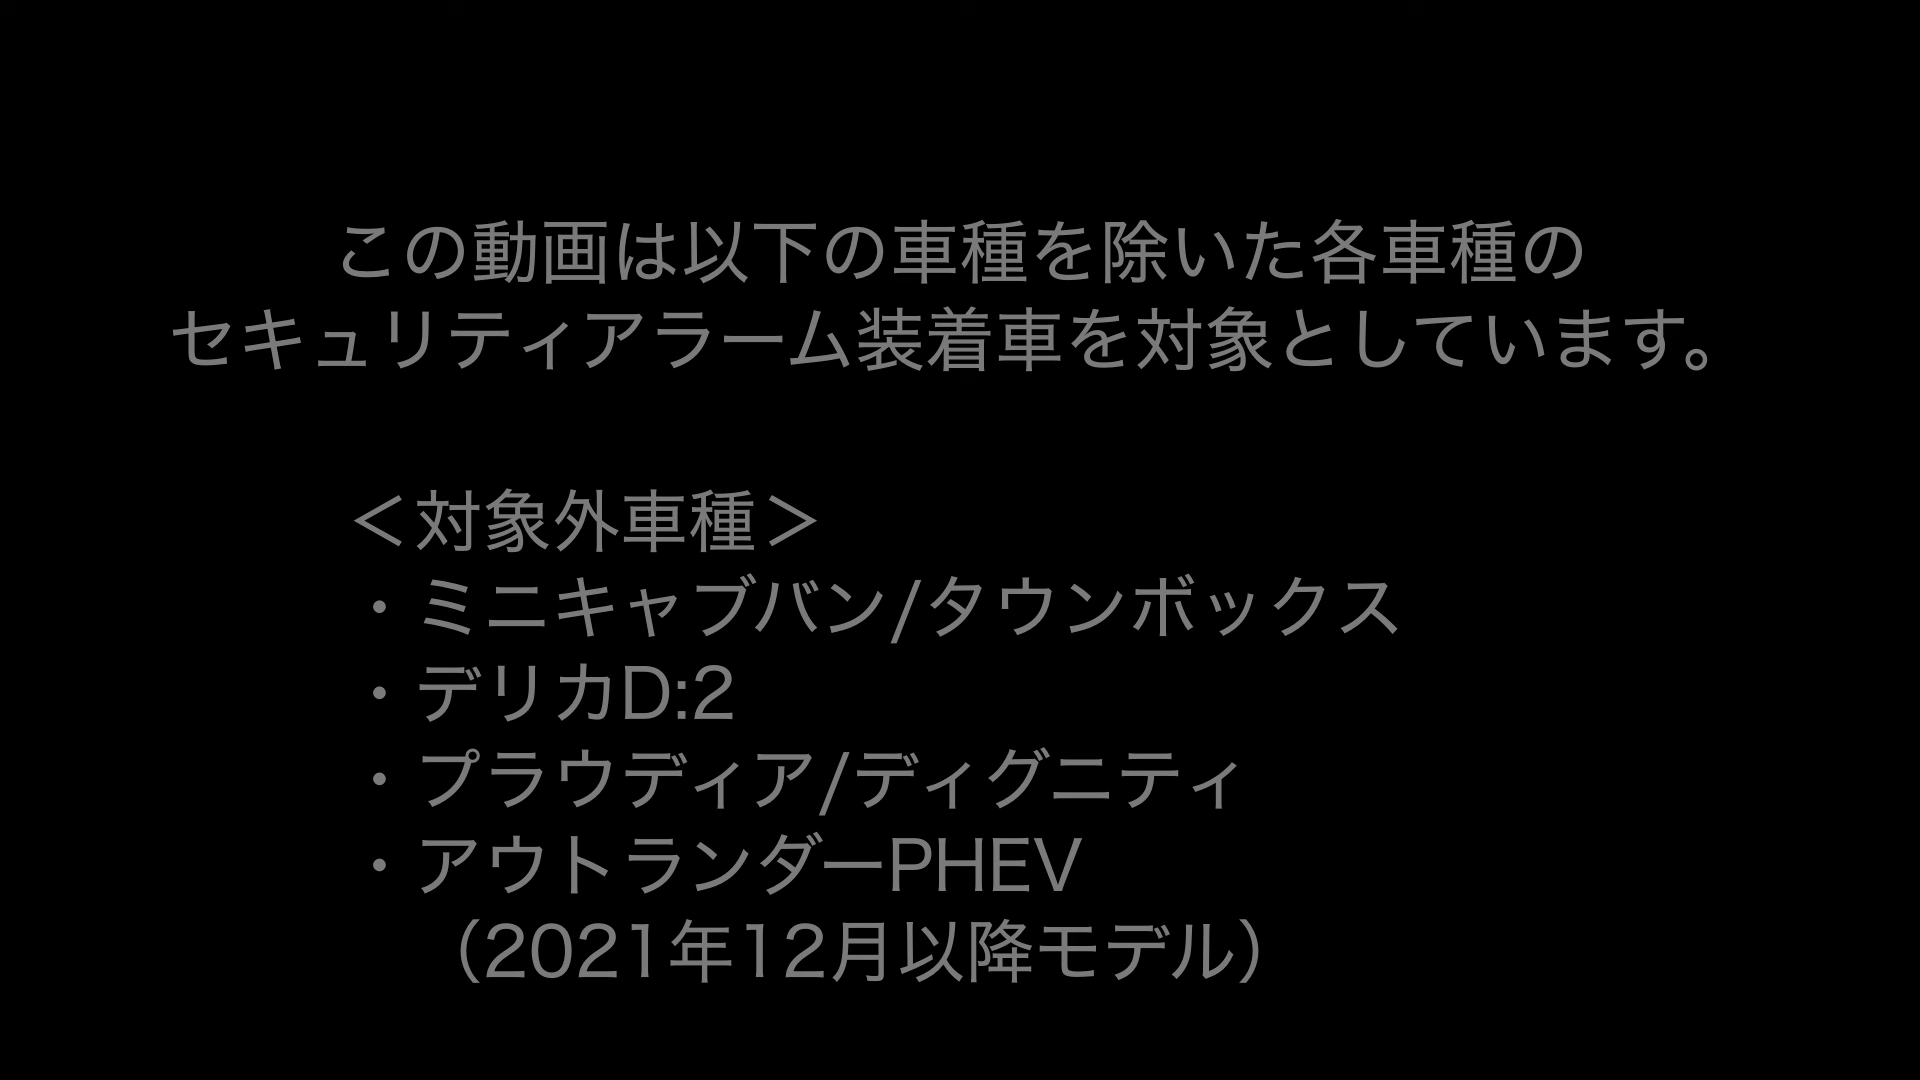 この動画は以下の車種を除いた各車種の
セキュリティアラーム装着車を対象としています。
＜対象外車種＞
・ミニキャブバン/タウンボックス
・デリカD:2
・プラウディア/ディグニティ
・アウトランダーPHEV
（2021年12月以降モデル）